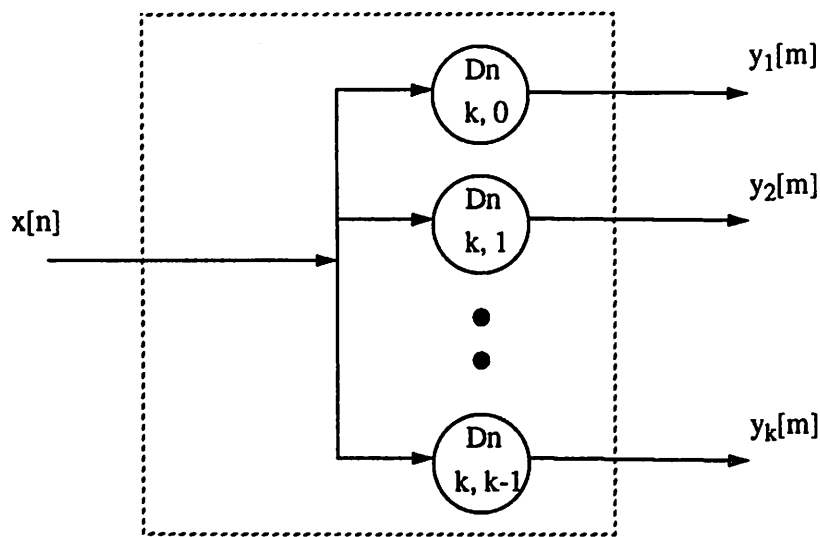 Dn
k, 0
y₁[m]
Dn
k, 1
y₂[m]
x[n]
Dn
k, k-1
yₖ[m]